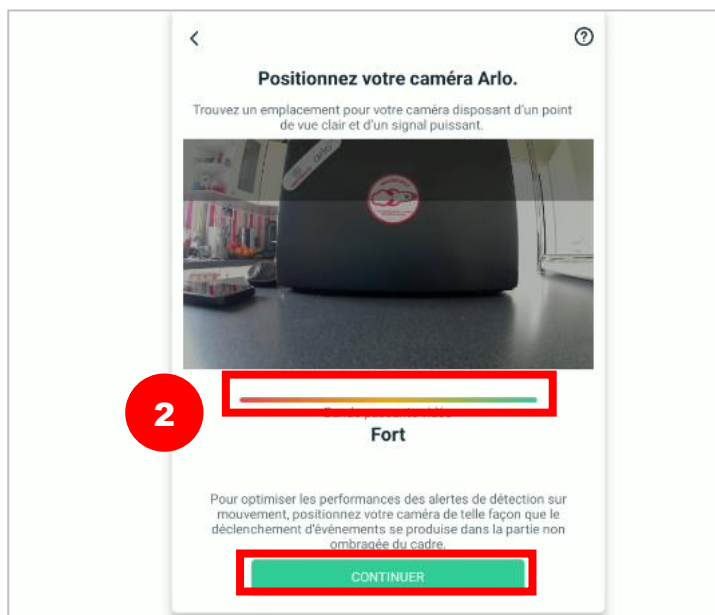 Positionnez votre caméra Arlo.
Trouvez un emplacement pour votre caméra disposant d'un point
de vue clair et d'un signal puissant.
arlo
2
Fort
Pour optimiser les performances des alertes de détection sur
mouvement, positionnez votre caméra de telle façon que le
déclenchement d'événements se produise dans la partie non
ombragée du cadre.
CONTINUER